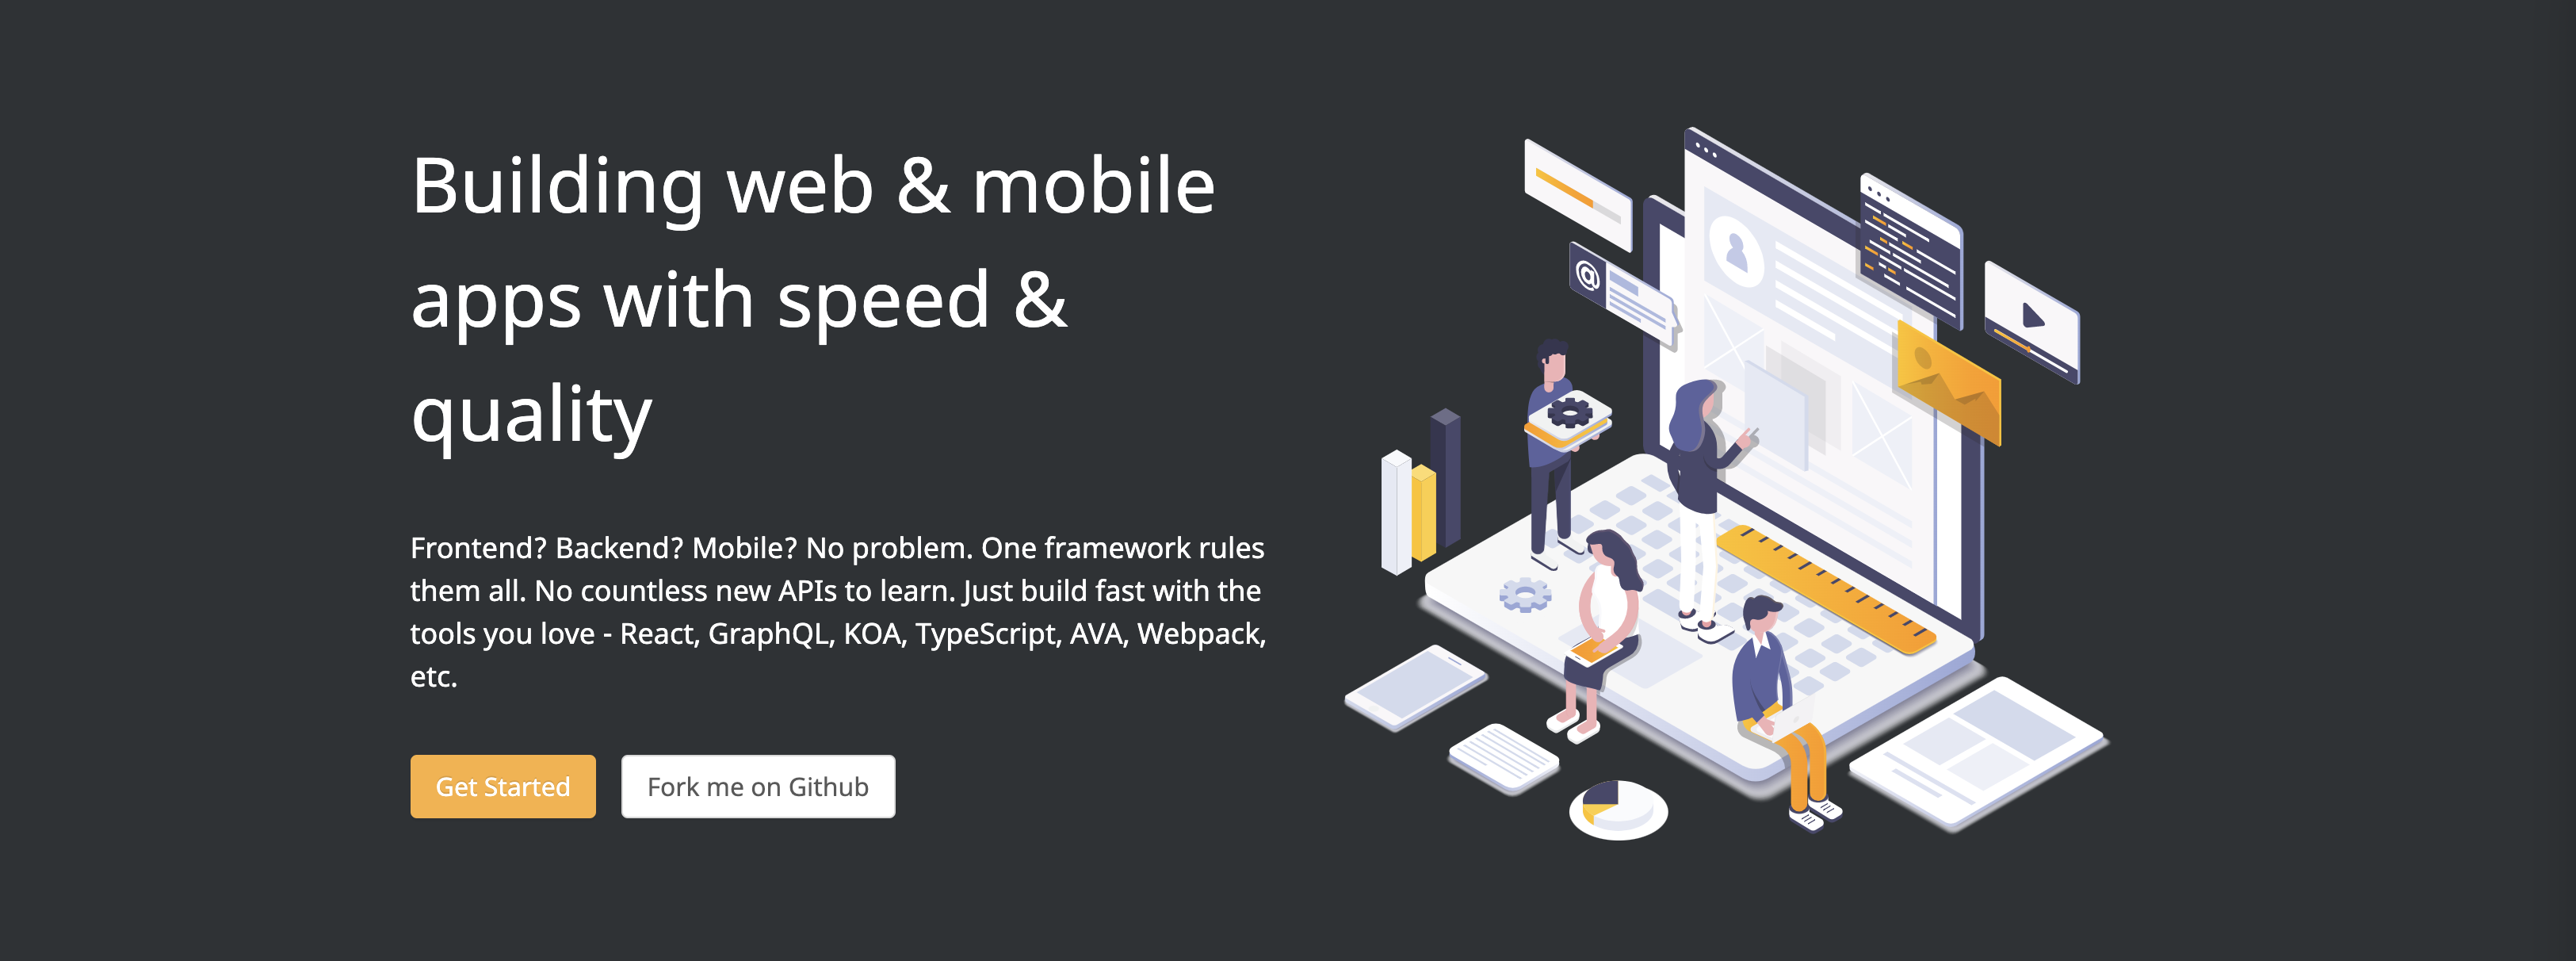 Building web & mobile
apps with speed &
quality
Frontend? Backend? Mobile? No problem. One framework rules
them all. No countless new APIs to learn. Just build fast with the
tools you love - React, GraphQL, KOA, TypeScript, AVA, Webpack,
etc.
Get Started
Fork me on Github
@